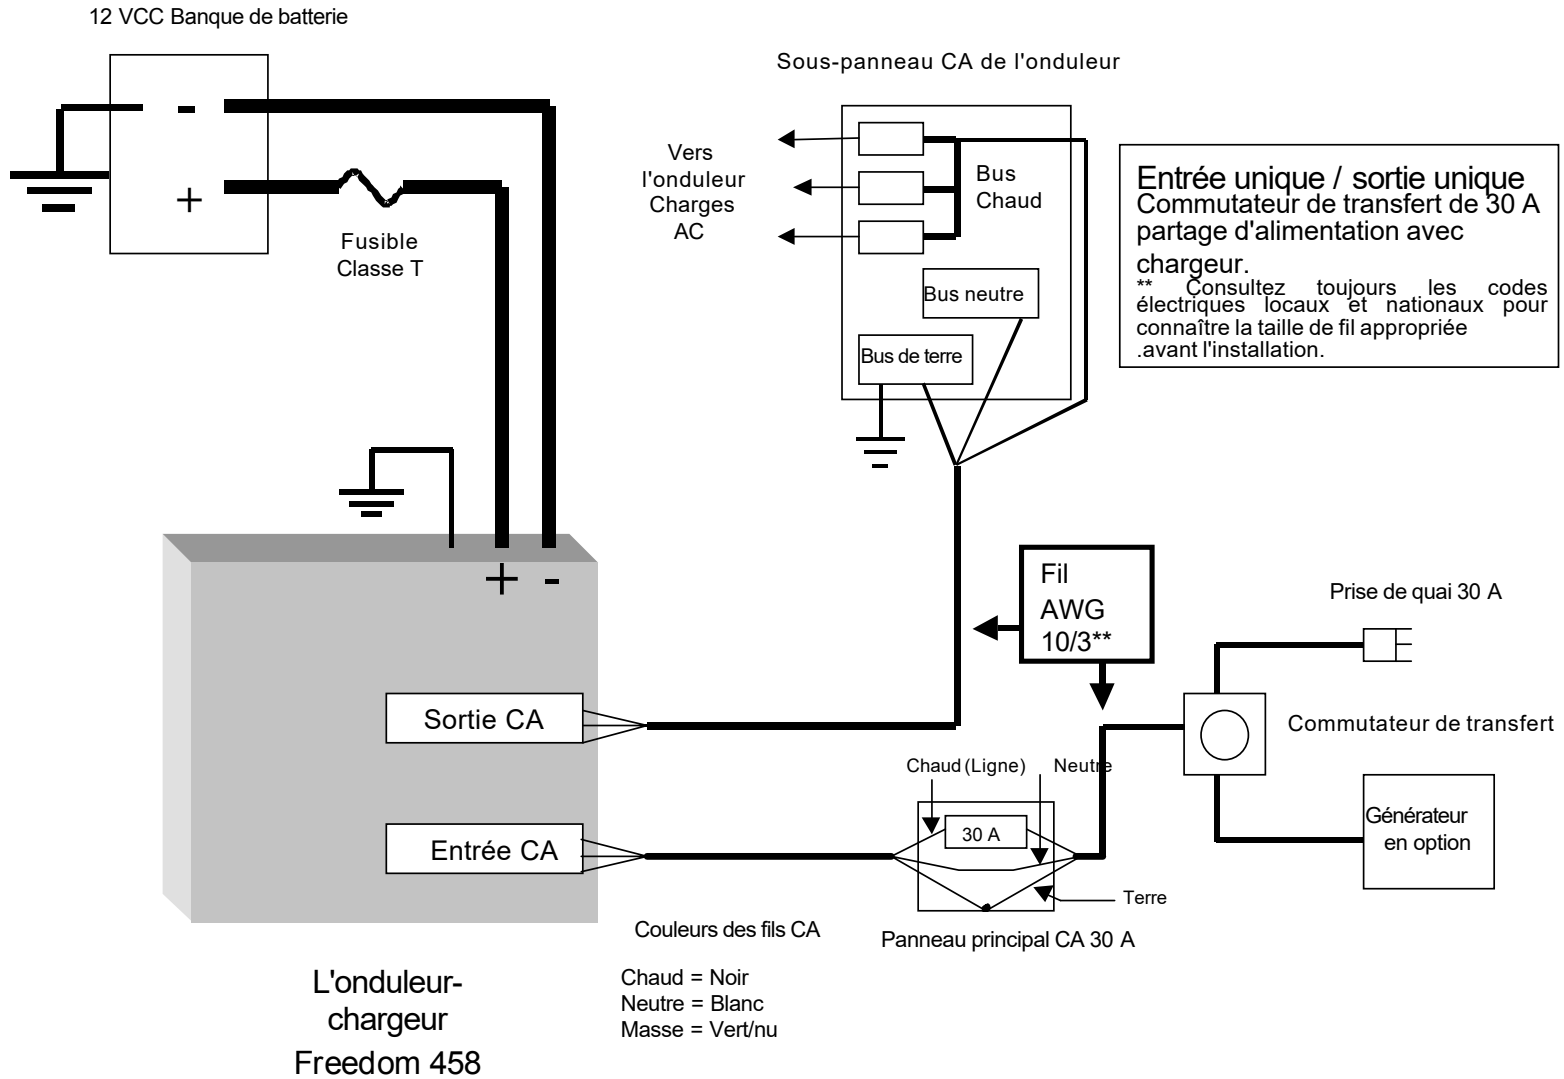 12 VCC Banque de batterie
-
+
Fusible
Classe T
Sous-panneau CA de l'onduleur
Vers
l'onduleur
Charges
AC
Bus
Chaud
Bus neutre
Bus de terre
Entrée unique / sortie unique
Commutateur de transfert de 30 A
partage d'alimentation avec
chargeur.
** Consultez toujours les codes
électriques locaux et nationaux pour
connaître la taille de fil appropriée
.avant l'installation.
+ -
Fil
AWG
10/3**
Prise de quai 30 A
Sortie CA
Commutateur de transfert
Chaud (Ligne) Neutre
30 A
Générateur
en option
Entrée CA
Terre
Couleurs des fils CA
Panneau principal CA 30 A
Chaud = Noir
Neutre = Blanc
Masse = Vert/nu
L'onduleur-
chargeur
Freedom 458